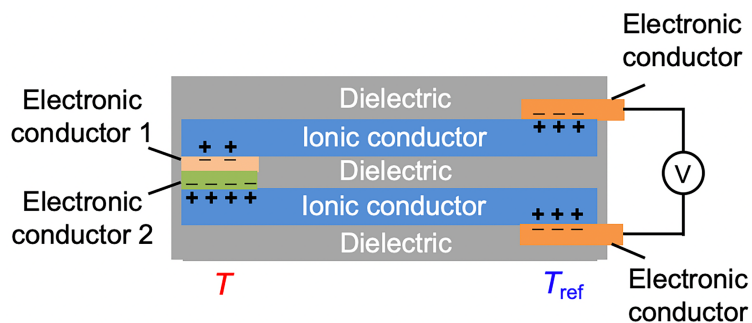 Electronic
conductor
Dielectric
Electronic
conductor 1
Ionic conductor
+ +
− −
− − −
+ + +
Dielectric
V
− − − −
+ + + +
Electronic
conductor 2
Ionic conductor
+ + +
− − −
Dielectric
Electronic
conductor
T
Tref